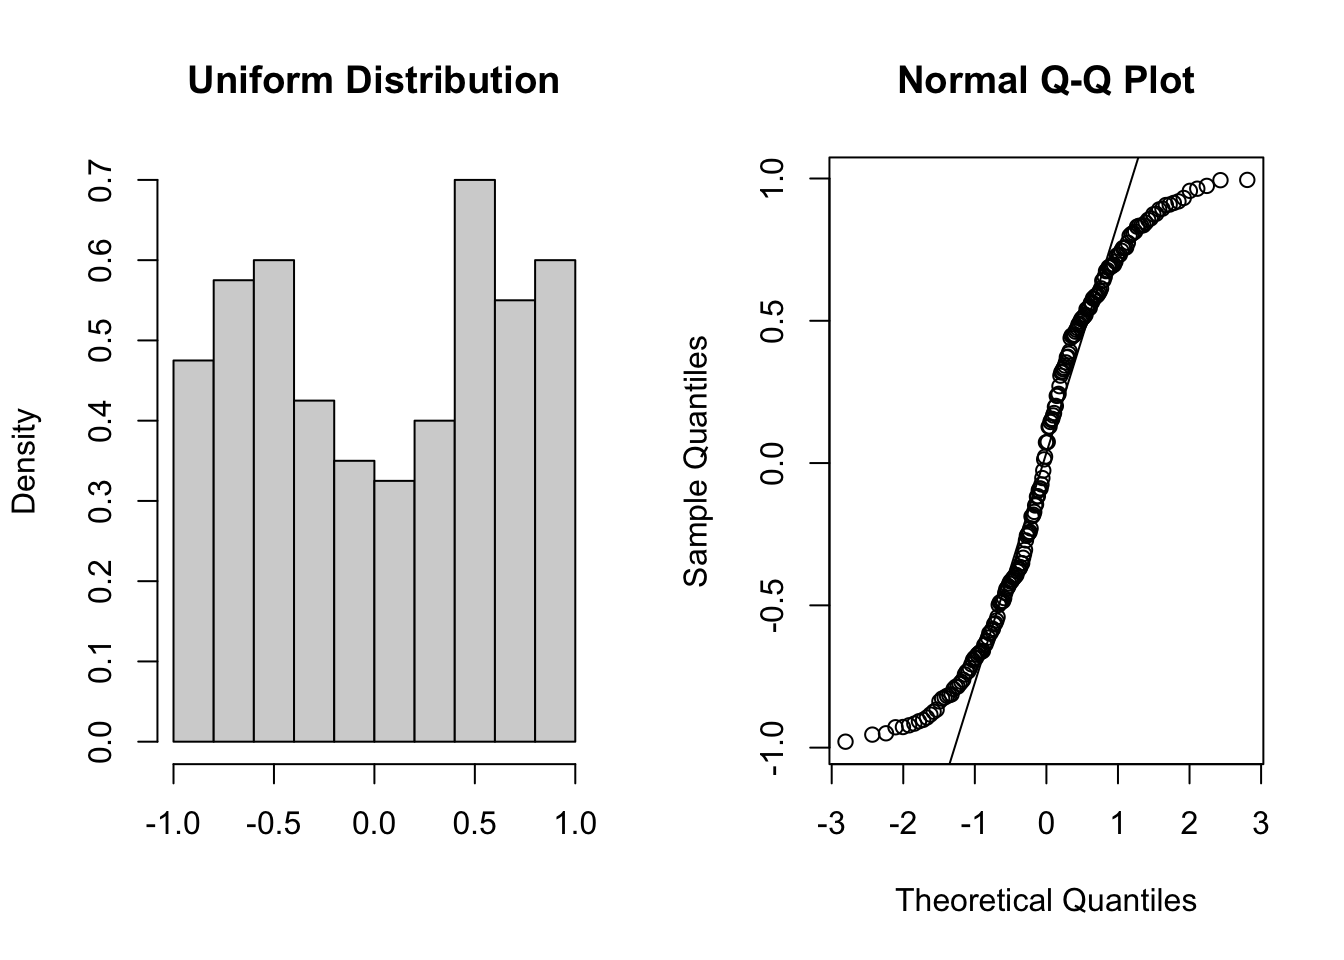 Uniform Distribution
Density
0.7
0.6
0.5
0.4
0.3
0.2
0.1
0.0
-1.0 -0.5 0.0 0.5 1.0
Normal Q-Q Plot
Sample Quantiles
1.0
0.5
0.0
-0.5
-1.0
-3 -2 -1 0 1 2 3
Theoretical Quantiles